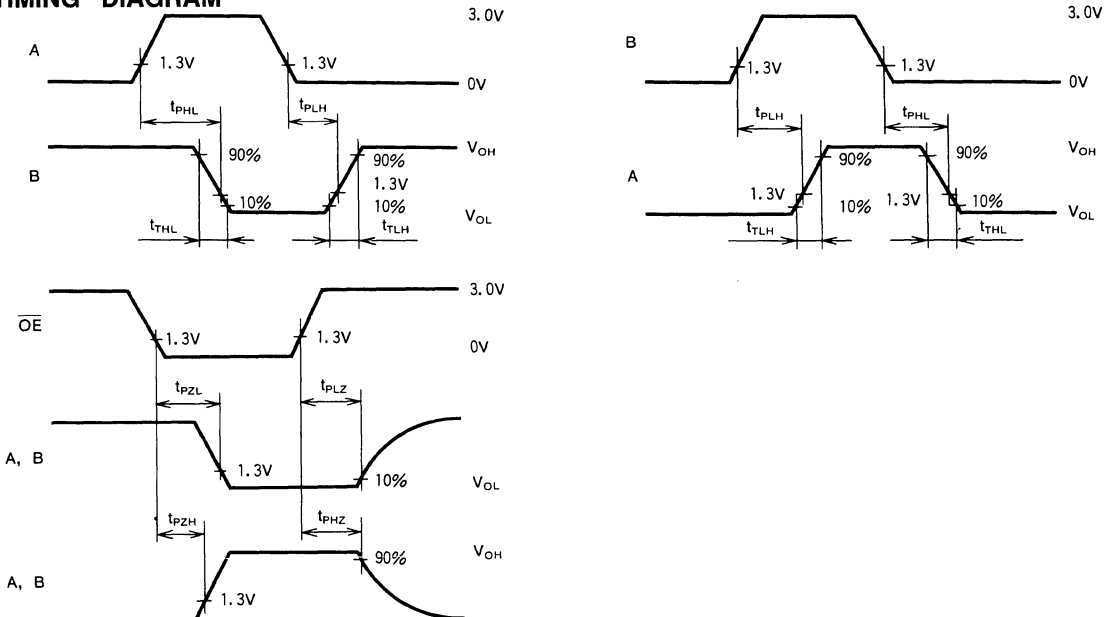 TIMING DIAGRAM
A
3.0V
1.3V
1.3V
0V
tPHL
tPLH
B
VOH
90%
90%
1.3V
10%
10%
VOL
tTHL
tTLH
B
3.0V
1.3V
1.3V
0V
tPLH
tPHL
A
VOH
90%
90%
1.3V
10%
1.3V
10%
VOL
tTLH
tTHL
OE
3.0V
1.3V
1.3V
0V
tPZL
tPLZ
A, B
1.3V
10%
VOL
tPZH
tPHZ
VOH
90%
A, B
1.3V